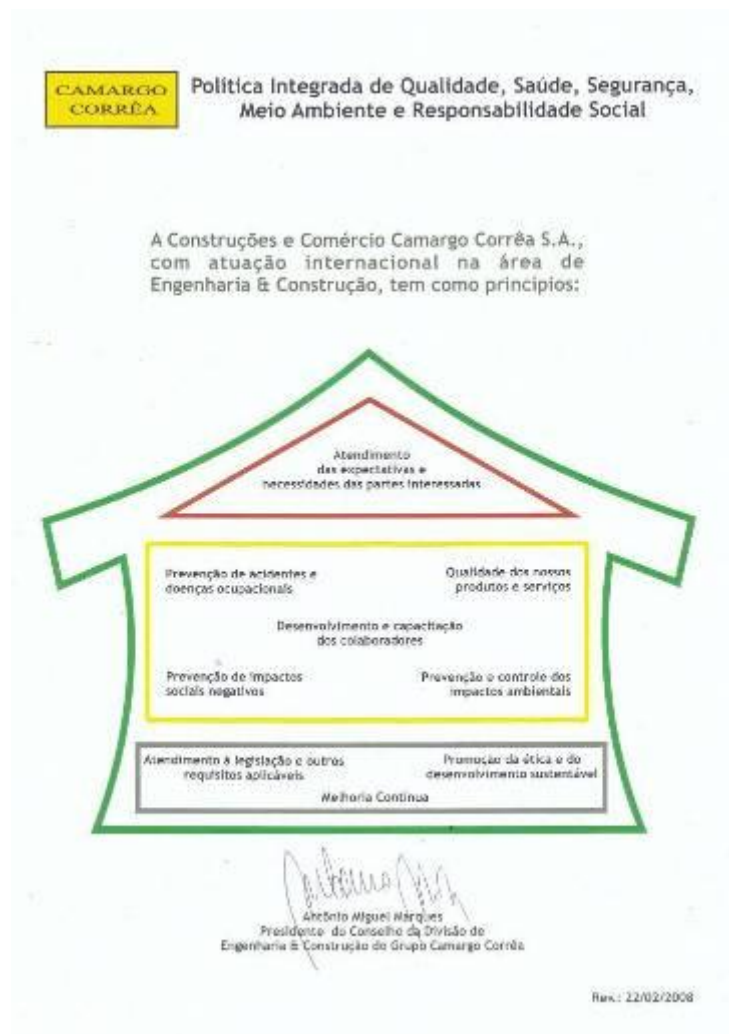 CAMARGO
CORRÊA
Política Integrada de Qualidade, Saúde, Segurança,
Meio Ambiente e Responsabilidade Social
A Construções e Comércio Camargo Corrêa S.A.,
com atuação internacional na área de
Engenharia & Construção, tem como princípios:
Atendimento
das expectativas e
necessidades das partes interessadas
Prevenção de acidentes e
doenças ocupacionais
Qualidade dos nossos
produtos e serviços
Desenvolvimento e capacitação
dos colaboradores
Prevenção de impactos
sociais negativos
Prevenção e controle dos
impactos ambientais
Atendimento à legislação e outros
requisitos aplicáveis
Promoção da ética e do
desenvolvimento sustentável
Melhoria Contínua
Antônio Miguel Marques
Presidente do Conselho da Divisão de
Engenharia & Construção do Grupo Camargo Corrêa
Rev.: 22/02/2008